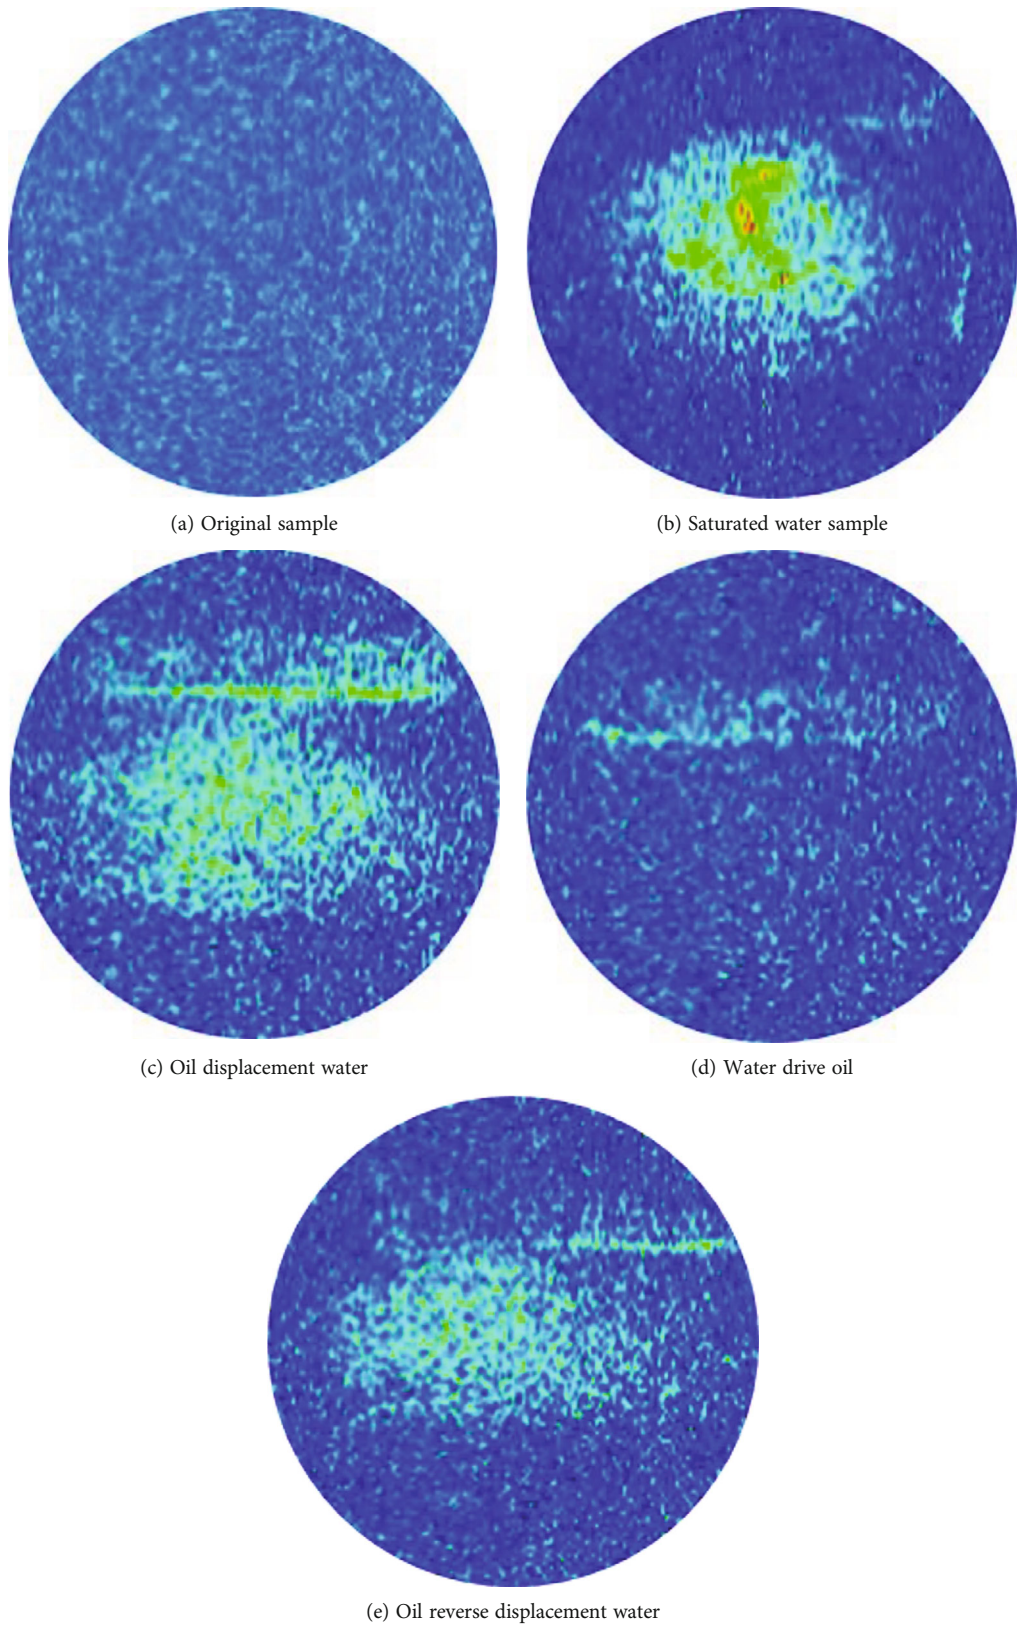 (a) Original sample
(b) Saturated water sample
(c) Oil displacement water
(d) Water drive oil
(e) Oil reverse displacement water